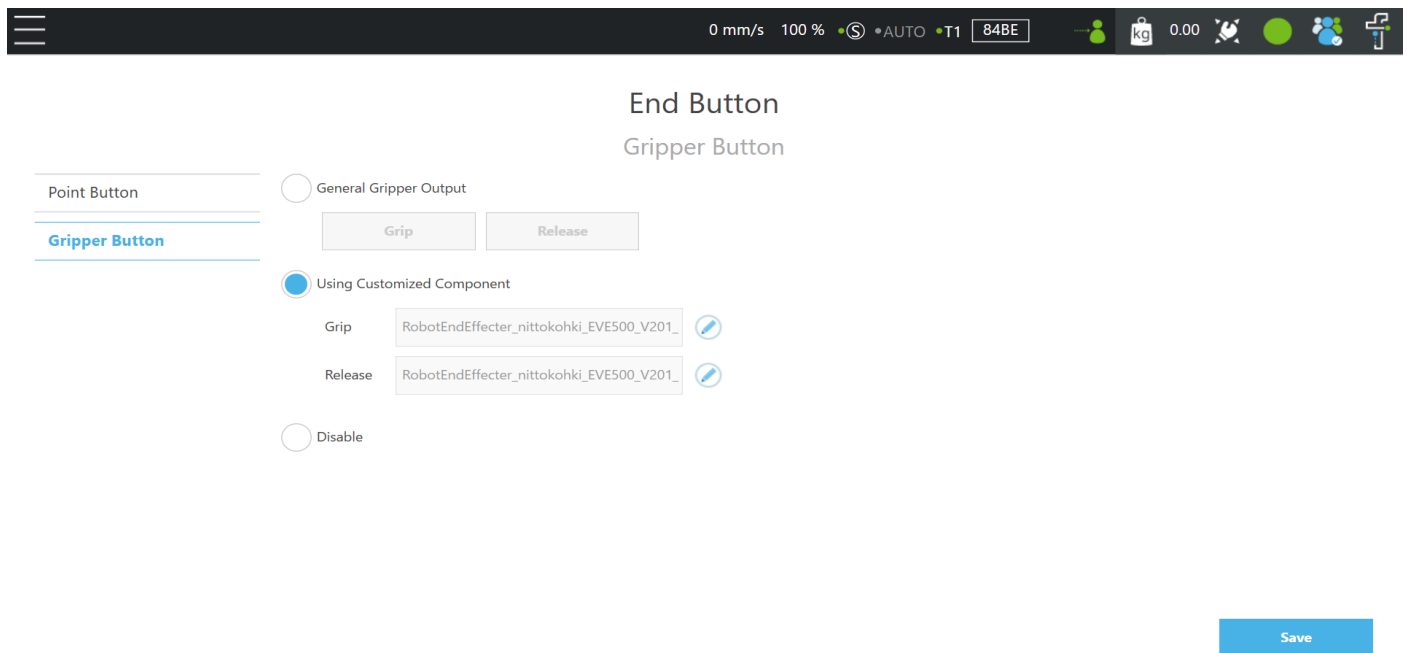 0 mm/s 100 % S AUTO T1 84BE kg 0.00
End Button
Gripper Button
Point Button
Gripper Button
General Gripper Output
Grip Release
Using Customized Component
Grip RobotEndEffecter_nittokohki_EVE500_V201_
Release RobotEndEffecter_nittokohki_EVE500_V201_
Disable
Save